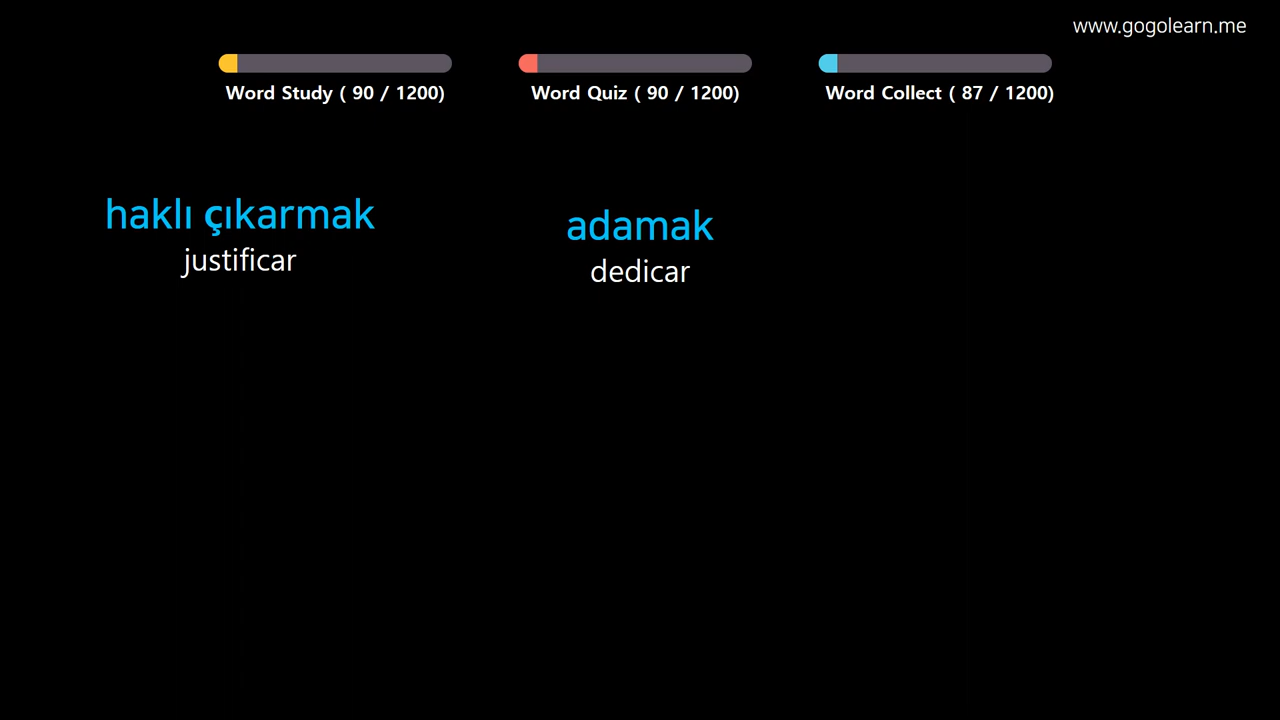 www.gogolearn.me
Word Study ( 90 / 1200)
Word Quiz ( 90 / 1200)
Word Collect ( 87 / 1200)
haklı çıkarmak
justificar
adamak
dedicar